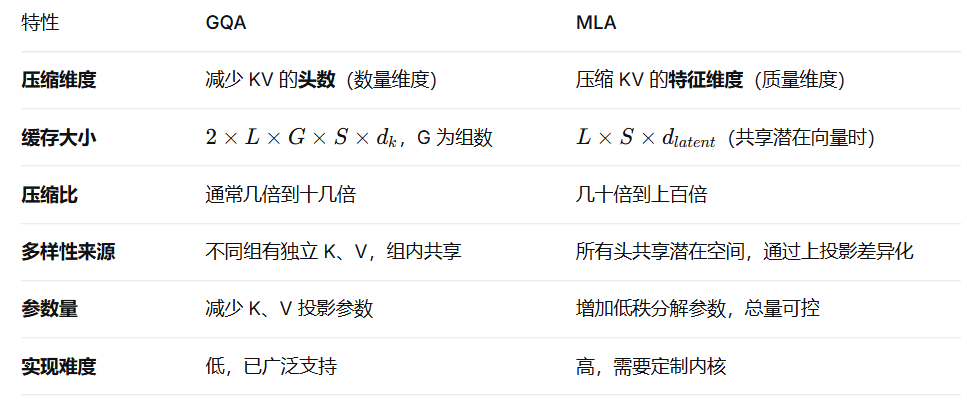 特性 GQA MLA
压缩维度 减少 KV 的头数（数量维度） 压缩 KV 的特征维度（质量维度）
缓存大小 2 × L × G × S × d_k，G 为组数 L × S × d_{latent}（共享潜在向量时）
压缩比 通常几倍到十几倍 几十倍到上百倍
多样性来源 不同组有独立 K、V，组内共享 所有头共享潜在空间，通过上投影差异化
参数量 减少 K、V 投影参数 增加低秩分解参数，总量可控
实现难度 低，已广泛支持 高，需要定制内核